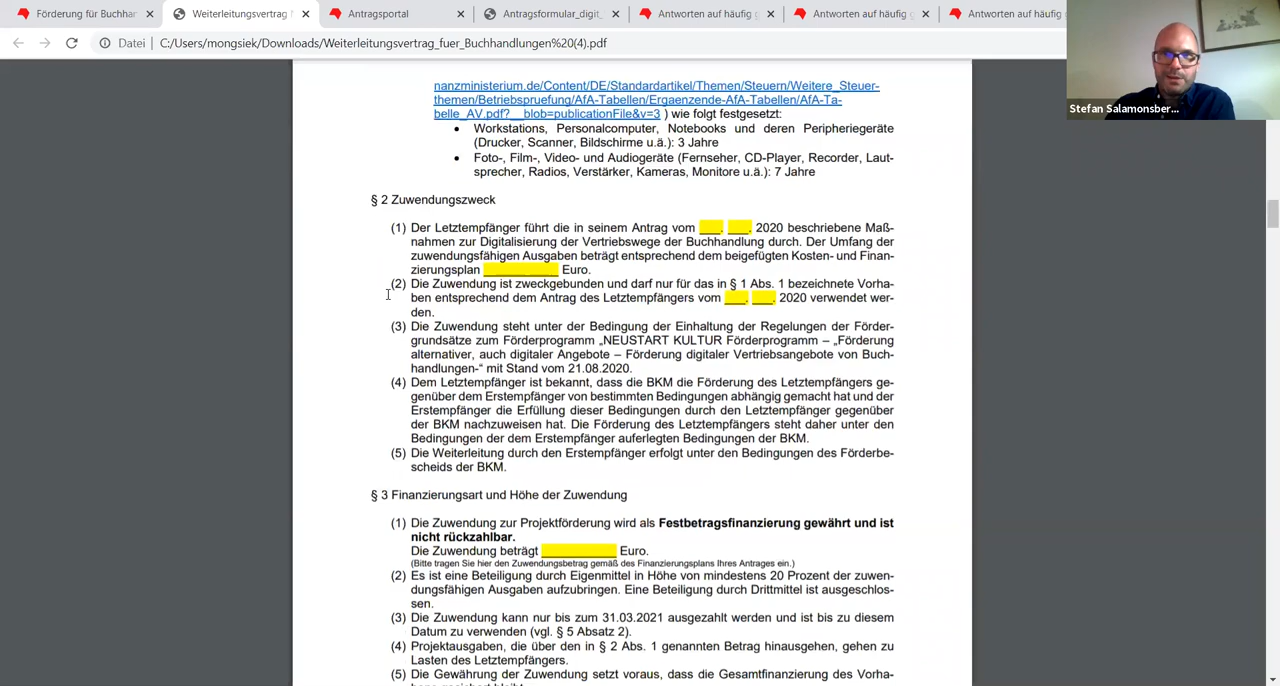 Förderung für Buchhan
Weiterleitungsvertrag
Antragsportal
Antragsformular_digit_
Antworten auf häufig g
Antworten auf häufig g
Antworten auf häufig g
Datei
C:/Users/mongsiek/Downloads/Weiterleitungsvertrag_fuer_Buchhandlungen%20(4).pdf
Stefan Salamonsber...
nanzministerium.de/Content/DE/Standardartikel/Themen/Steuern/Weitere_Steuer-
themen/Betriebspruefung/AfA-Tabellen/Ergaenzende-AfA-Tabellen/AfA-Ta-
belle_AV.pdf?__blob=publicationFile&v=3 ) wie folgt festgesetzt:
• Workstations, Personalcomputer, Notebooks und deren Peripheriegeräte
(Drucker, Scanner, Bildschirme u.ä.): 3 Jahre
• Foto-, Film-, Video- und Audiogeräte (Fernseher, CD-Player, Recorder, Laut-
sprecher, Radios, Verstärker, Kameras, Monitore u.ä.): 7 Jahre
§ 2 Zuwendungszweck
(1) Der Letztempfänger führt die in seinem Antrag vom ___. ___. 2020 beschriebene Maß-
nahmen zur Digitalisierung der Vertriebswege der Buchhandlung durch. Der Umfang der
zuwendungsfähigen Ausgaben beträgt entsprechend dem beigefügten Kosten- und Finan-
zierungsplan __________ Euro.
(2) Die Zuwendung ist zweckgebunden und darf nur für das in § 1 Abs. 1 bezeichnete Vorha-
ben entsprechend dem Antrag des Letztempfängers vom ___. ___. 2020 verwendet wer-
den.
(3) Die Zuwendung steht unter der Bedingung der Einhaltung der Regelungen der Förder-
grundsätze zum Förderprogramm „NEUSTART KULTUR Förderprogramm – „Förderung
alternativer, auch digitaler Angebote – Förderung digitaler Vertriebsangebote von Buch-
handlungen-“ mit Stand vom 21.08.2020.
(4) Dem Letztempfänger ist bekannt, dass die BKM die Förderung des Letztempfängers ge-
genüber dem Erstempfänger von bestimmten Bedingungen abhängig gemacht hat und der
Erstempfänger die Erfüllung dieser Bedingungen durch den Letztempfänger gegenüber
der BKM nachzuweisen hat. Die Förderung des Letztempfängers steht daher unter den
Bedingungen der dem Erstempfänger auferlegten Bedingungen der BKM.
(5) Die Weiterleitung durch den Erstempfänger erfolgt unter den Bedingungen des Förderbe-
scheids der BKM.
§ 3 Finanzierungsart und Höhe der Zuwendung
(1) Die Zuwendung zur Projektförderung wird als Festbetragsfinanzierung gewährt und ist
nicht rückzahlbar.
Die Zuwendung beträgt __________ Euro.
(Bitte tragen Sie hier den Zuwendungsbetrag gemäß des Finanzierungsplans Ihres Antrages ein.)
(2) Es ist eine Beteiligung durch Eigenmittel in Höhe von mindestens 20 Prozent der zuwen-
dungsfähigen Ausgaben aufzubringen. Eine Beteiligung durch Drittmittel ist ausgeschlos-
sen.
(3) Die Zuwendung kann nur bis zum 31.03.2021 ausgezahlt werden und ist bis zu diesem
Datum zu verwenden (vgl. § 5 Absatz 2).
(4) Projektausgaben, die über den in § 2 Abs. 1 genannten Betrag hinausgehen, gehen zu
Lasten des Letztempfängers.
(5) Die Gewährung der Zuwendung setzt voraus, dass die Gesamtfinanzierung des Vorha-